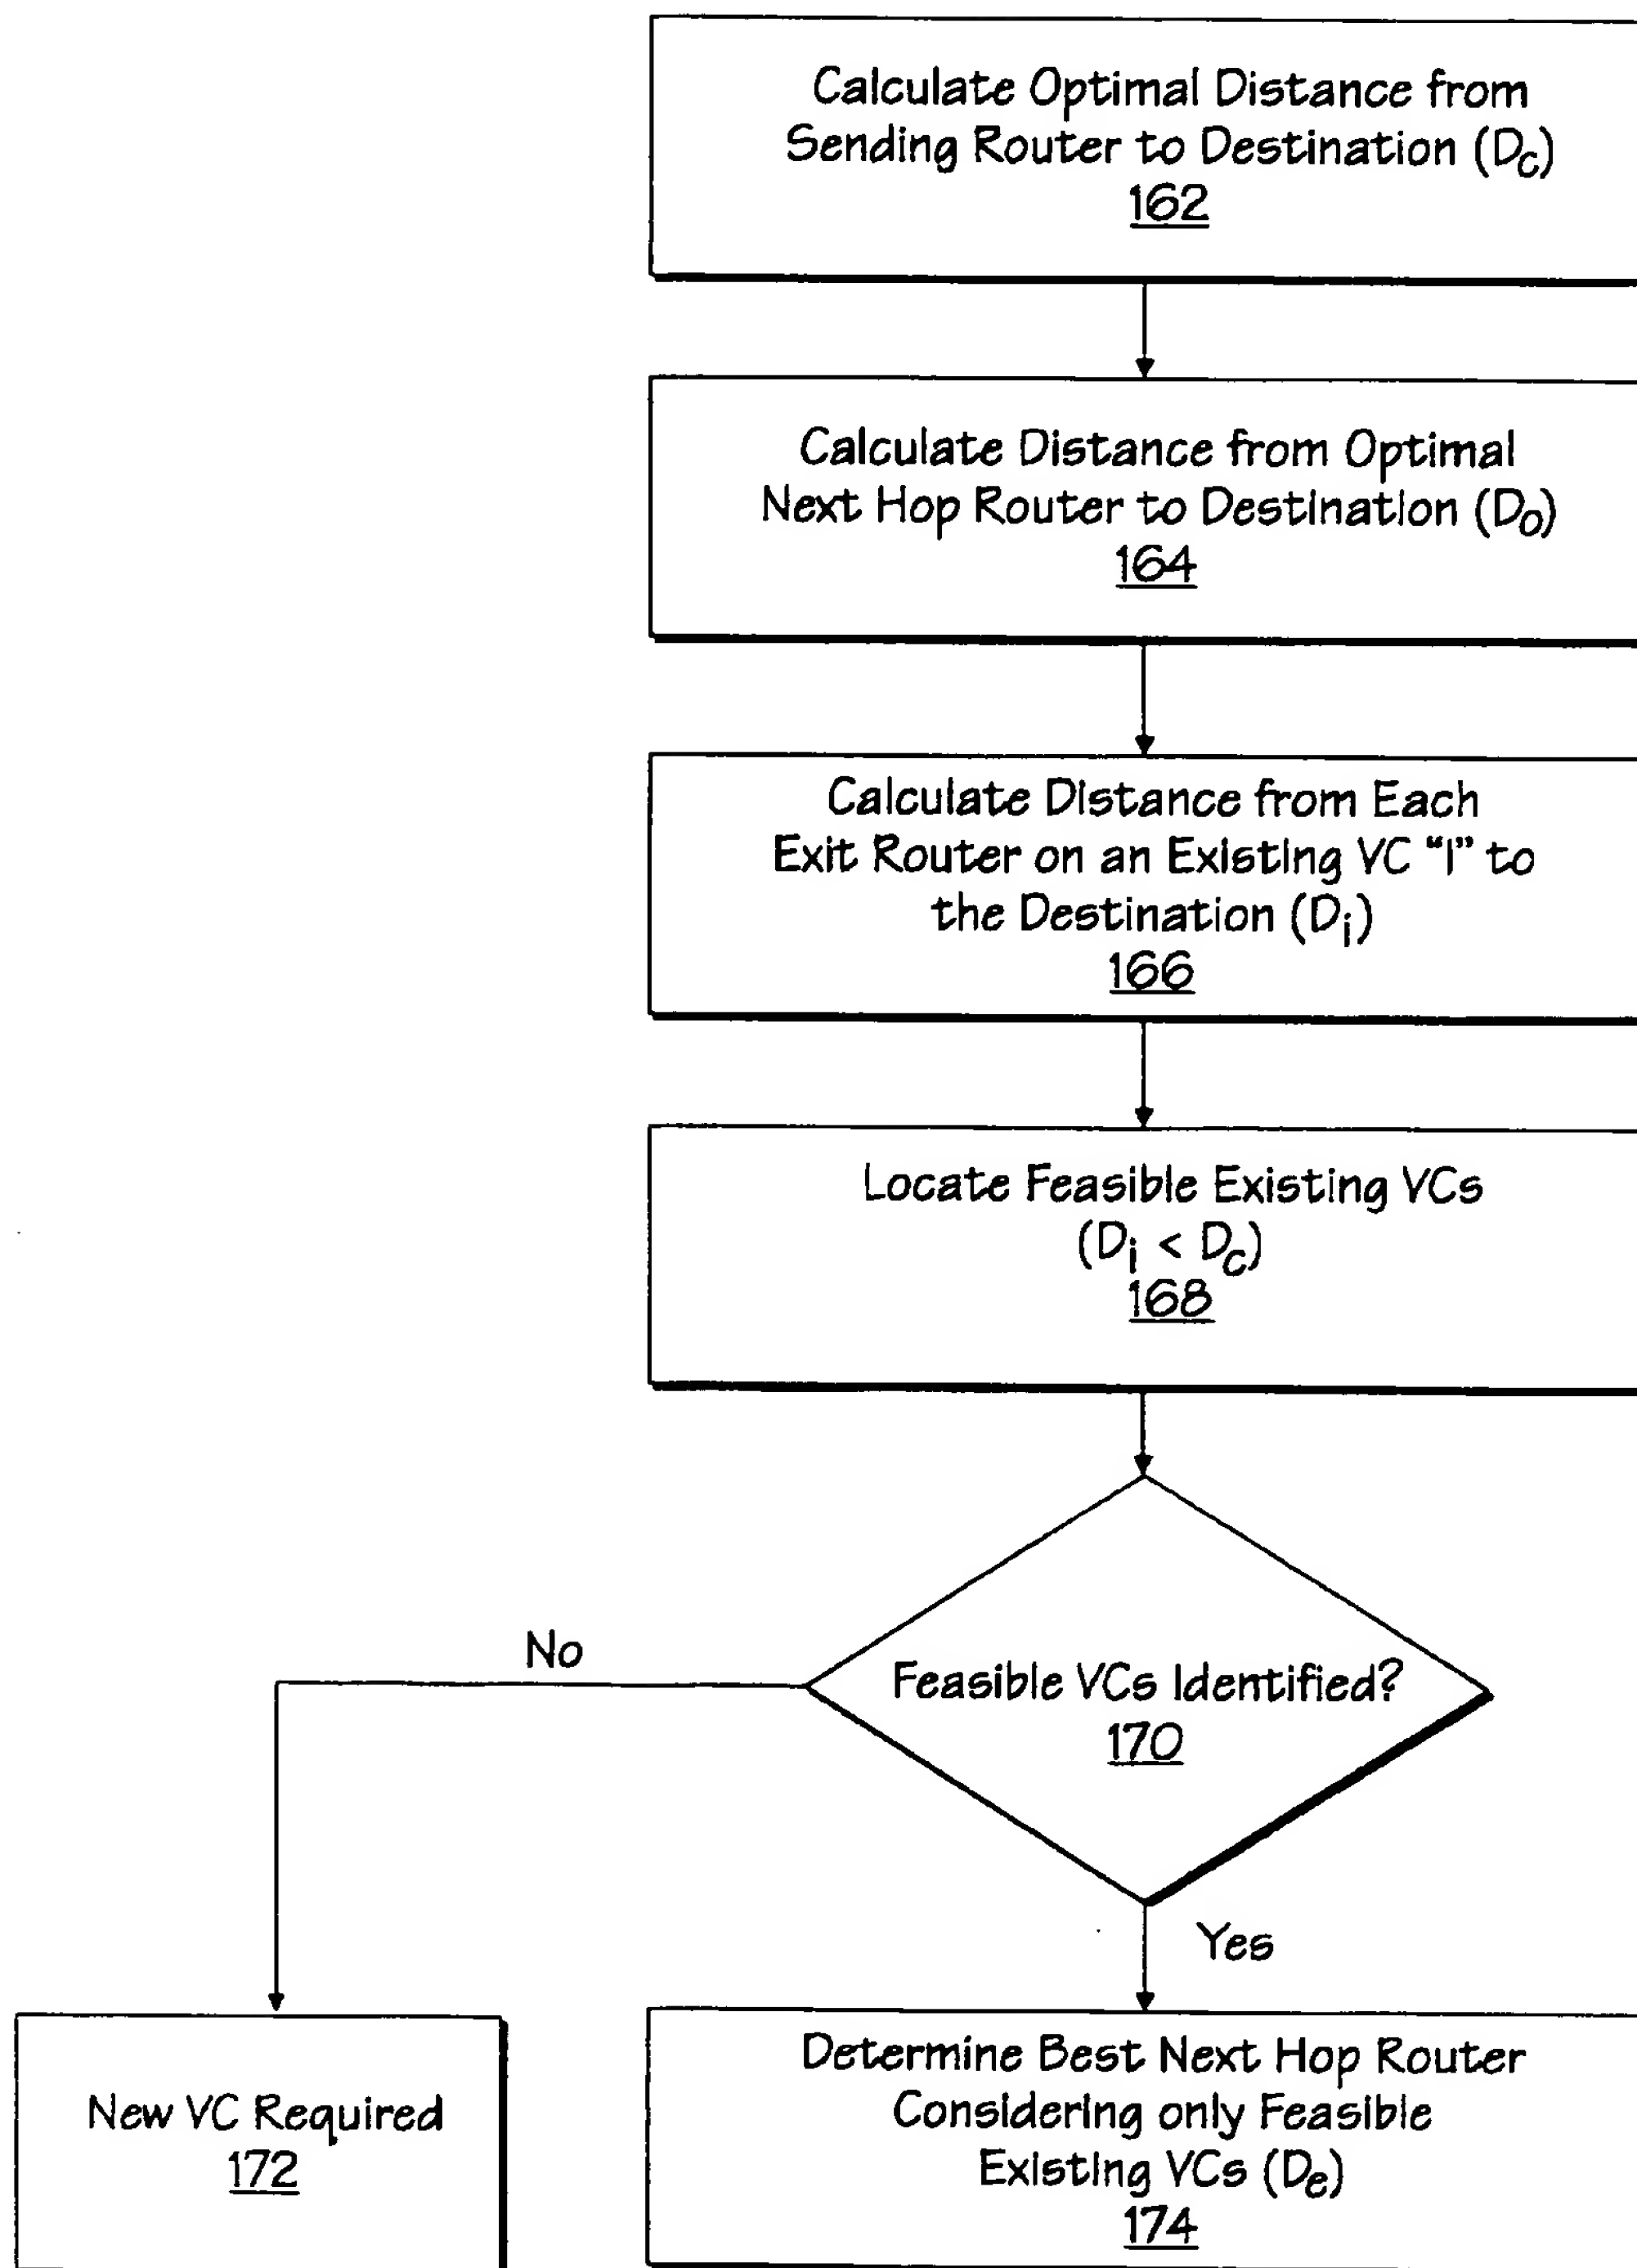 Calculate Optimal Distance from
Sending Router to Destination (Dc)
162
Calculate Distance from Optimal
Next Hop Router to Destination (Do)
164
Calculate Distance from Each
Exit Router on an Existing VC “I” to
the Destination (Di)
166
Locate Feasible Existing VCs
(Di < Dc)
168
Feasible VCs Identified?
170
No
Yes
New VC Required
172
Determine Best Next Hop Router
Considering only Feasible
Existing VCs (De)
174